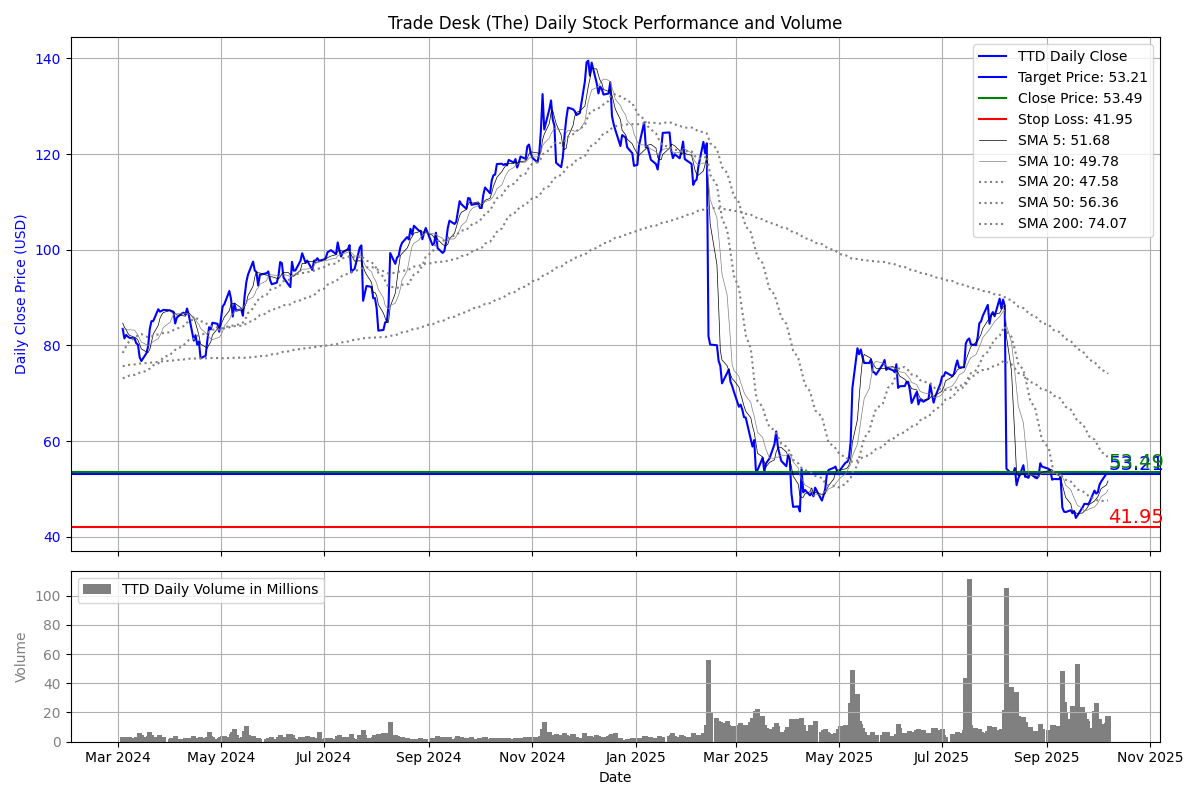 Trade Desk (The) Daily Stock Performance and Volume
Daily Close Price (USD)
140
120
100
80
60
40
TTD Daily Close
Target Price: 53.21
Close Price: 53.49
Stop Loss: 41.95
SMA 5: 51.68
SMA 10: 49.78
SMA 20: 47.58
SMA 50: 56.36
SMA 200: 74.07
53.49
53.21
41.95
Volume
100
80
60
40
20
0
TTD Daily Volume in Millions
Mar 2024
May 2024
Jul 2024
Sep 2024
Nov 2024
Jan 2025
Mar 2025
May 2025
Jul 2025
Sep 2025
Nov 2025
Date